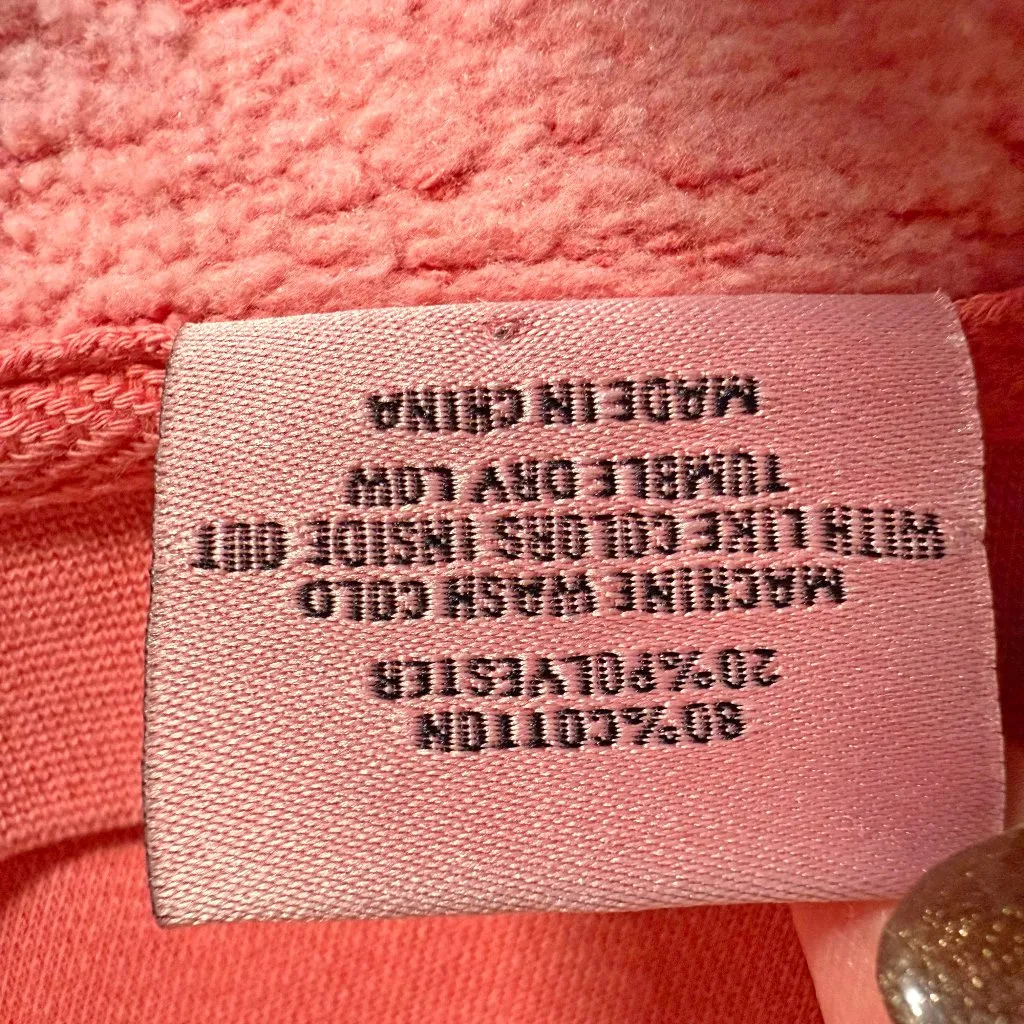 80%COTTON
20%POLYESTER
MACHINE WASH COLD
WITH LIKE COLORS INSIDE OUT
TUMBLE DRY LOW
MADE IN CHINA